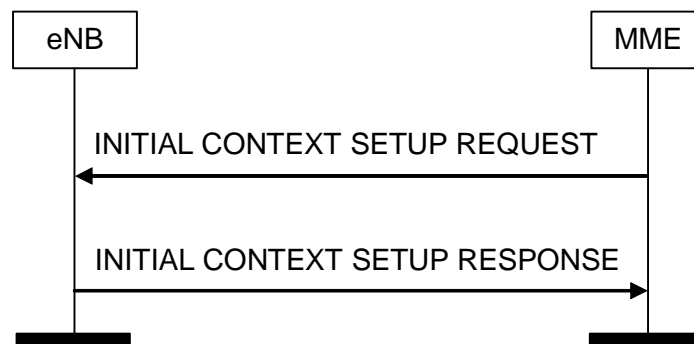 eNB
MME
INITIAL CONTEXT SETUP REQUEST
INITIAL CONTEXT SETUP RESPONSE